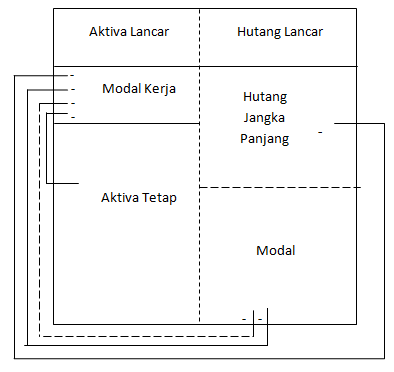 Aktiva Lancar
Hutang Lancar
-
Modal Kerja
-
-
-
Hutang
Jangka
Panjang
-
Aktiva Tetap
Modal
- -